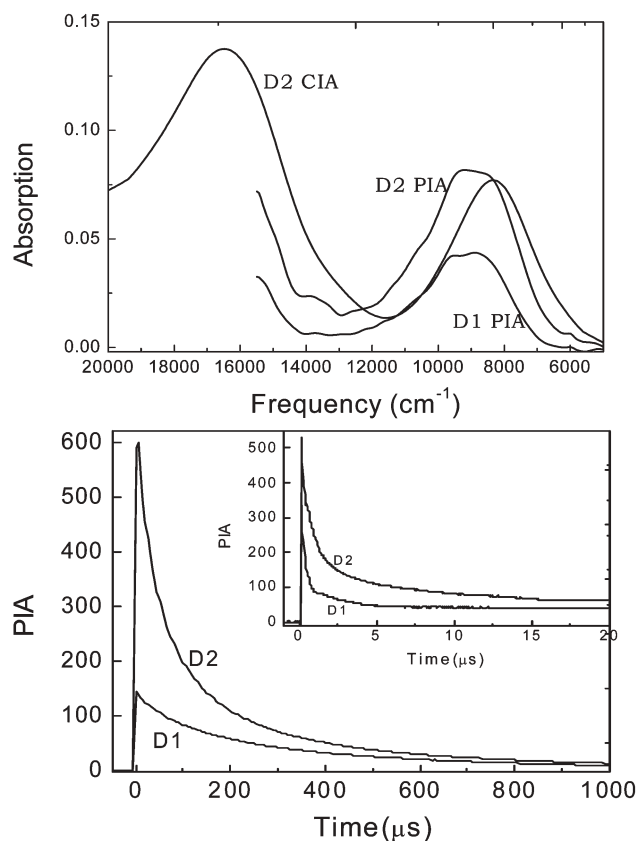 0.15
0.10
0.05
0.00
Absorption
D2 CIA
D2 PIA
D1 PIA
20000 18000 16000 14000 12000 10000 8000 6000
Frequency (cm⁻¹)
600
500
400
300
200
100
0
PIA
D2
D1
0 200 400 600 800 1000
Time(μs)
500
400
300
200
100
0
PIA
D2
D1
0 5 10 15 20
Time(μs)